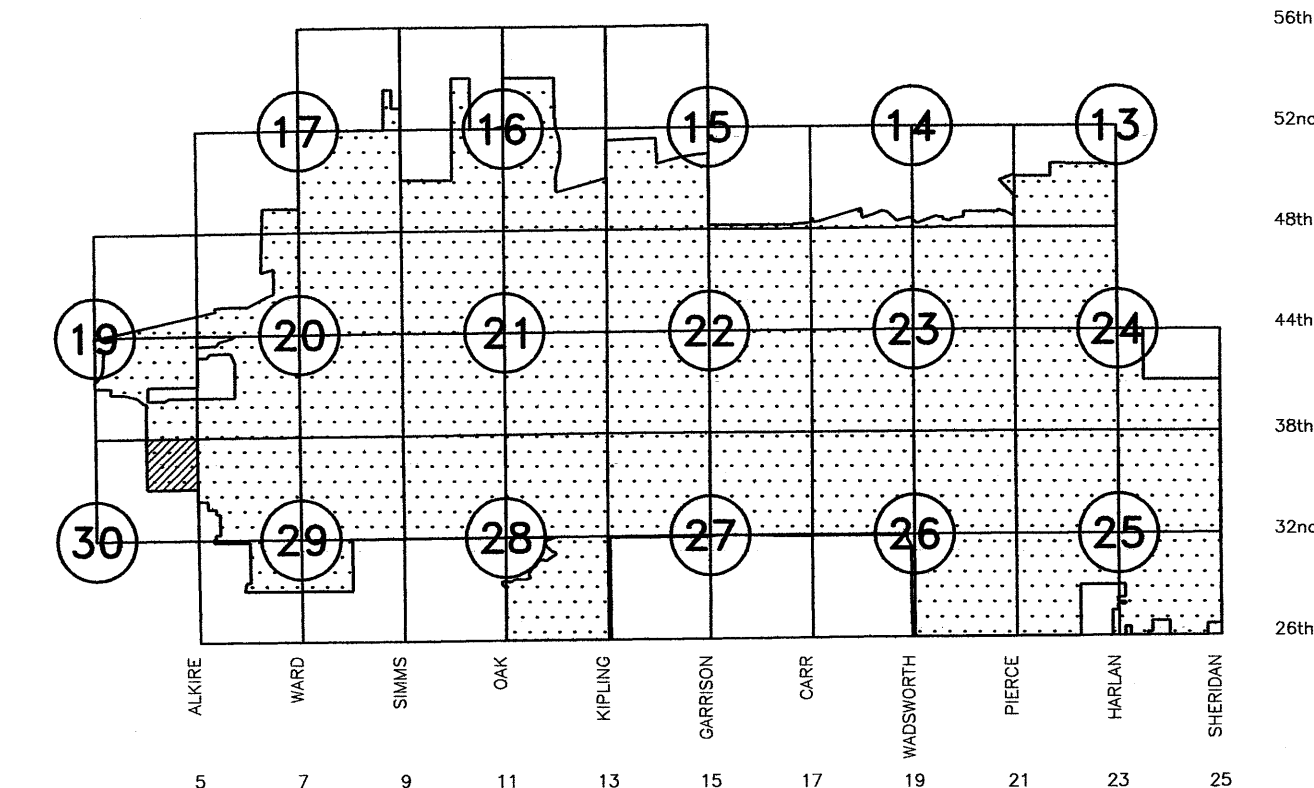 56th
52nd
17 16 15 14 13
48th
44th
19 20 21 22 23 24
38th
32nd
30 29 28 27 26 25
26th
ALKIRE WARD SIMMS OAK KIPLING GARRISON CARR WADSWORTH PIERCE HARLAN SHERIDAN
5 7 9 11 13 15 17 19 21 23 25